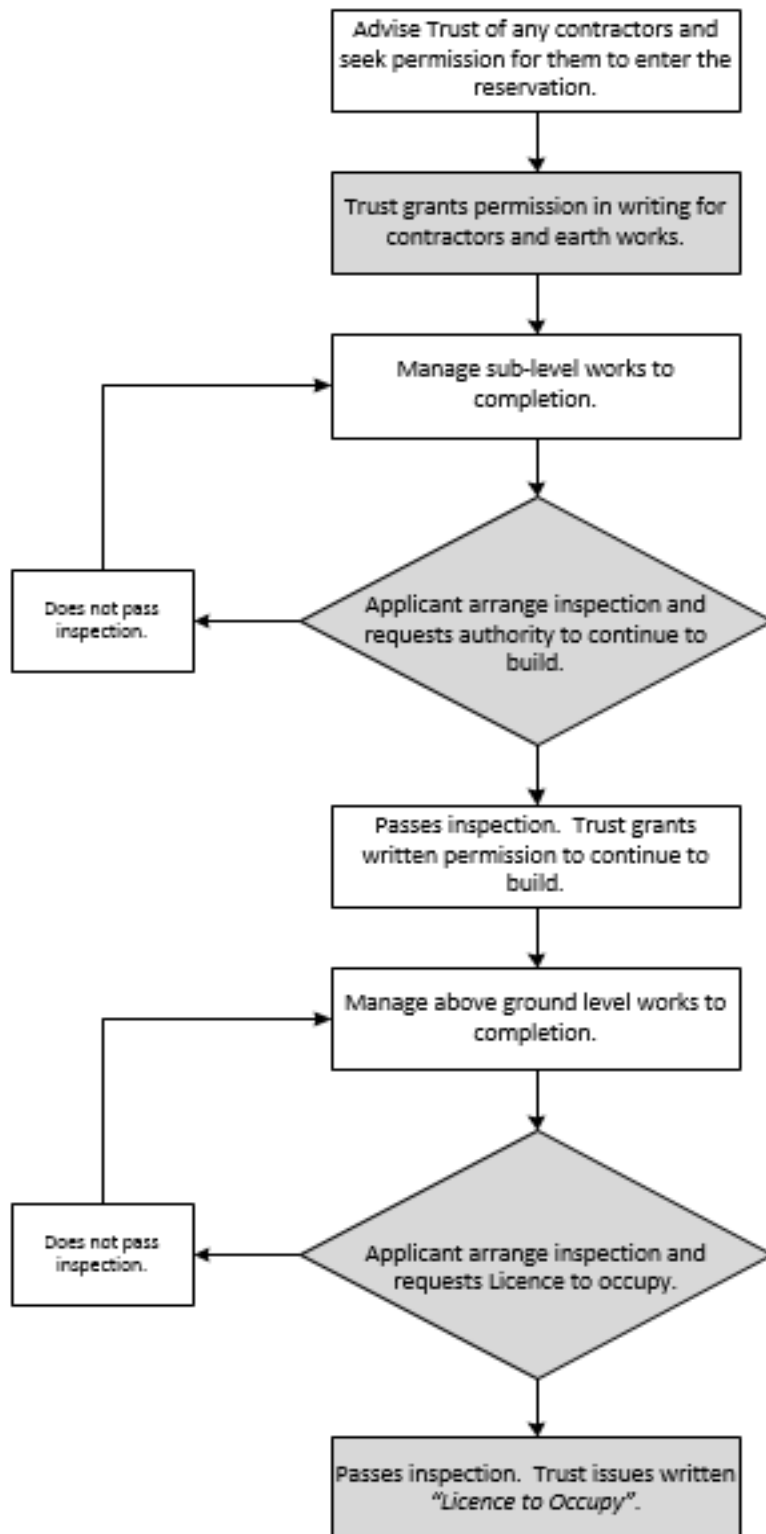 Advise Trust of any contractors and
seek permission for them to enter the
reservation.
Trust grants permission in writing for
contractors and earth works.
Manage sub-level works to
completion.
Applicant arrange inspection and
requests authority to continue to
build.
Does not pass
inspection.
Passes inspection.  Trust grants
written permission to continue to
build.
Manage above ground level works to
completion.
Applicant arrange inspection and
requests Licence to occupy.
Does not pass
inspection.
Passes inspection.  Trust issues written
“Licence to Occupy”.